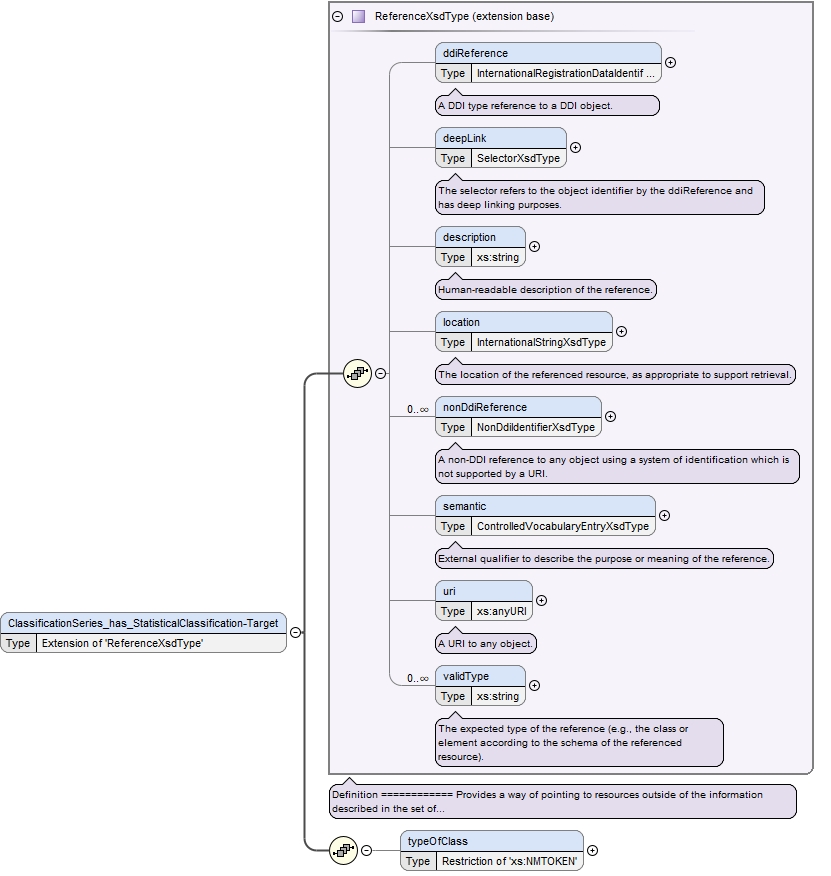 ReferenceXsdType (extension base)
ddiReference
Type InternationalRegistrationDataIdentif ...
A DDI type reference to a DDI object.
deepLink
Type SelectorXsdType
The selector refers to the object identifier by the ddiReference and
has deep linking purposes.
description
Type xs:string
Human-readable description of the reference.
location
Type InternationalStringXsdType
The location of the referenced resource, as appropriate to support retrieval.
0..∞
nonDdiReference
Type NonDdiIdentifierXsdType
A non-DDI reference to any object using a system of identification which is
not supported by a URI.
semantic
Type ControlledVocabularyEntryXsdType
External qualifier to describe the purpose or meaning of the reference.
uri
Type xs:anyURI
A URI to any object.
ClassificationSeries_has_StatisticalClassification-Target
Type Extension of 'ReferenceXsdType'
0..∞
validType
Type xs:string
The expected type of the reference (e.g., the class or
element according to the schema of the referenced
resource).
Definition ============ Provides a way of pointing to resources outside of the information
described in the set of...
typeOfClass
Type Restriction of 'xs:NMTOKEN'